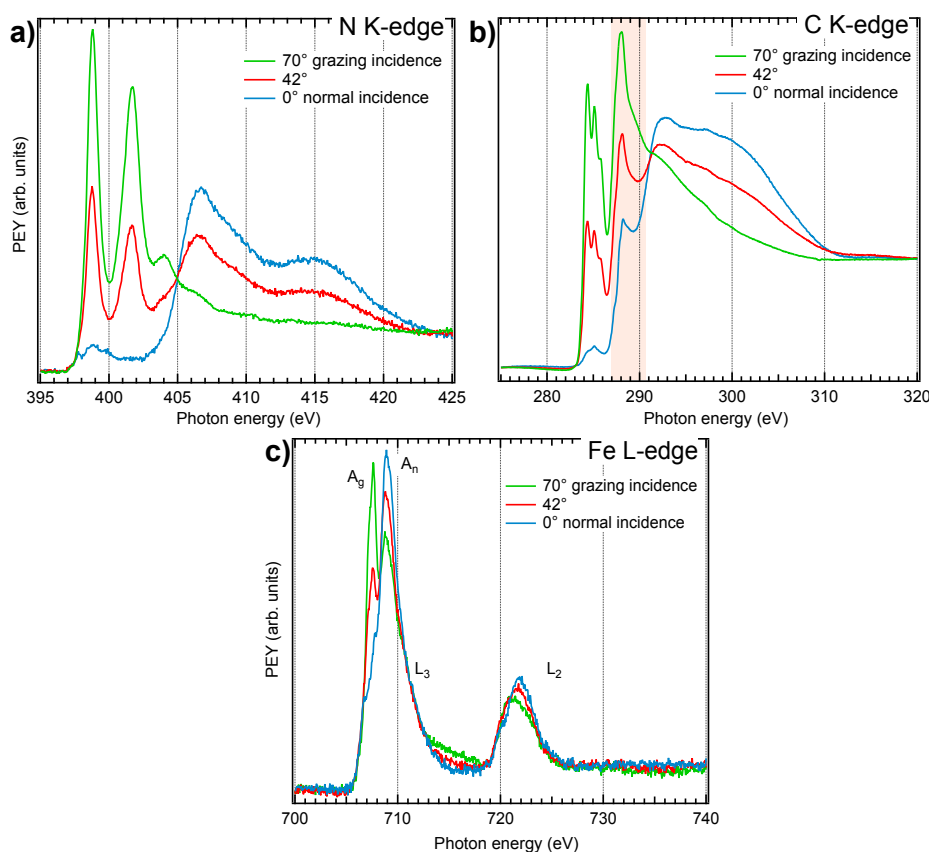 a) N K-edge
70° grazing incidence
42°
0° normal incidence
PEY (arb. units)
395 400 405 410 415 420 425
Photon energy (eV)
b) C K-edge
70° grazing incidence
42°
0° normal incidence
280 290 300 310 320
Photon energy (eV)
c) Fe L-edge
Ag An
70° grazing incidence
42°
0° normal incidence
PEY (arb. units)
L3 L2
700 710 720 730 740
Photon energy (eV)